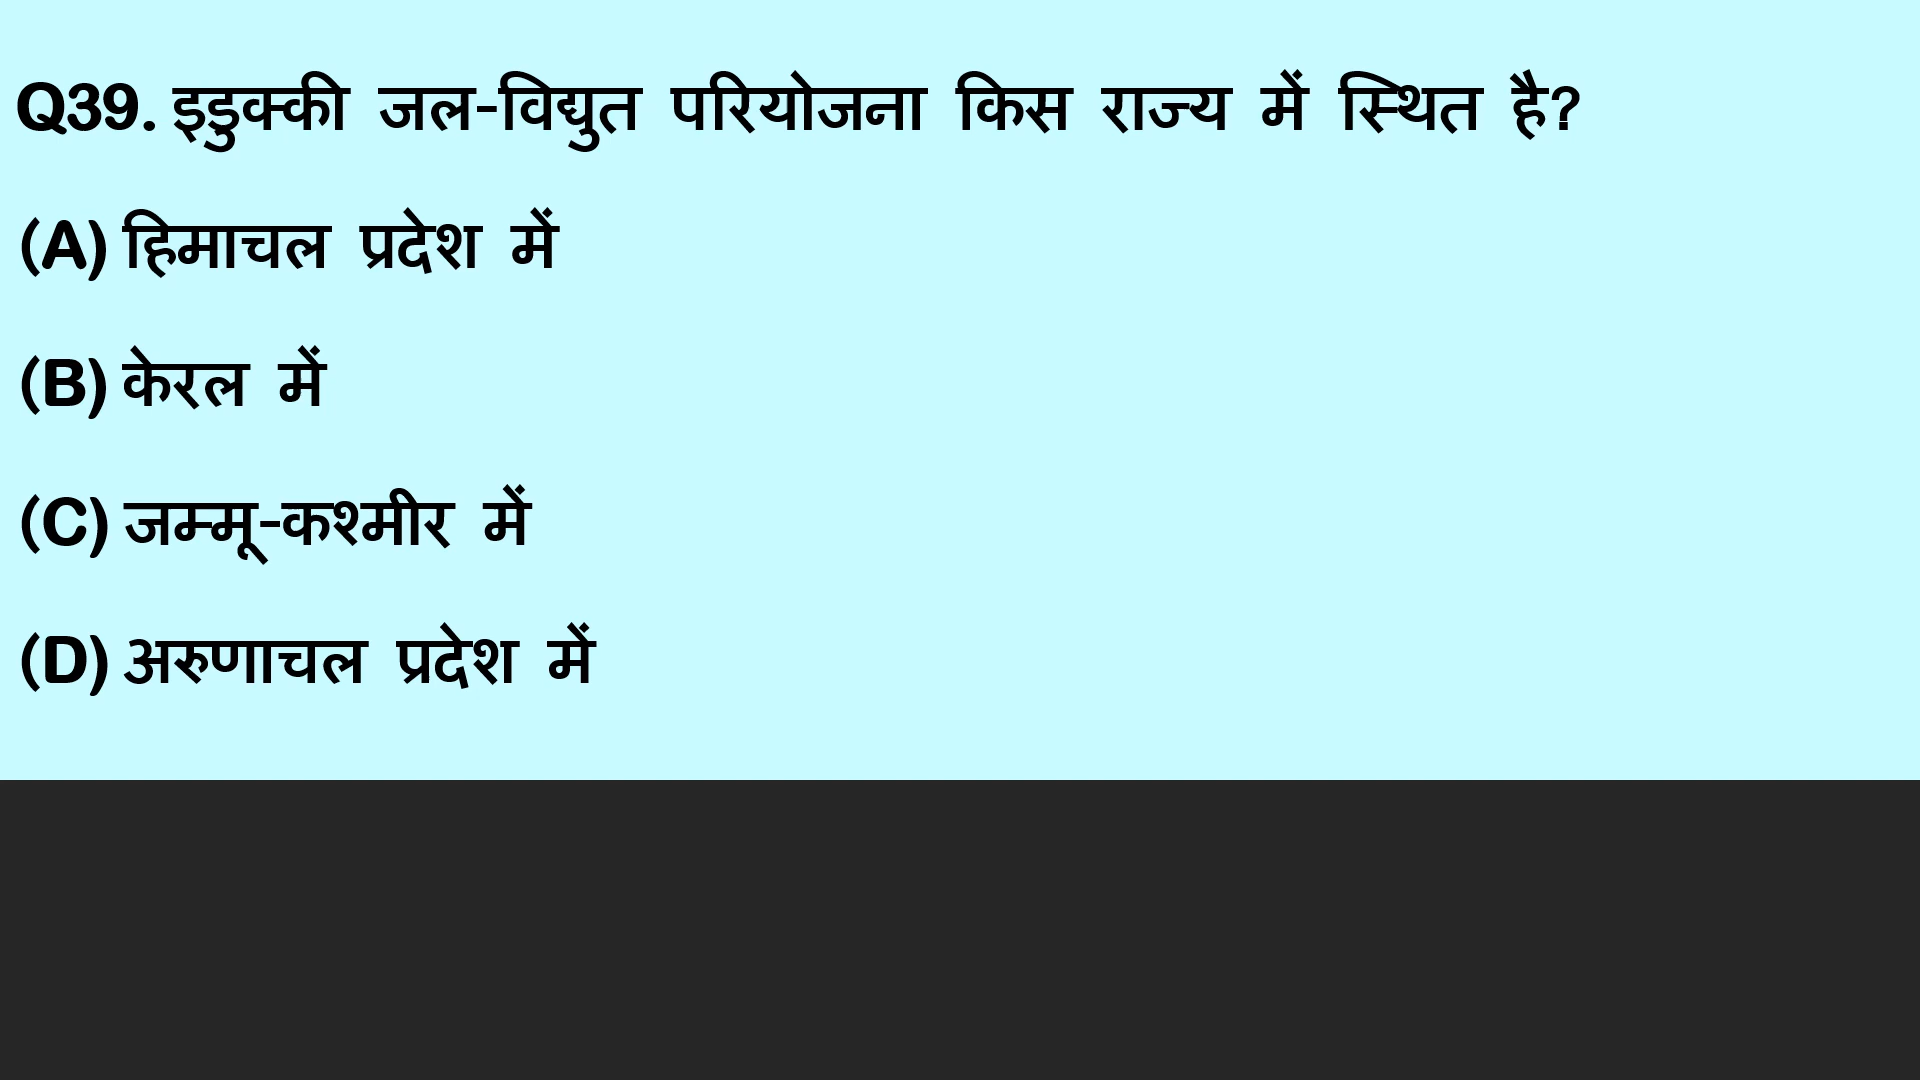 Q39. इडुक्की जल-विद्युत परियोजना किस राज्य में स्थित है?
(A) हिमाचल प्रदेश में
(B) केरल में
(C) जम्मू-कश्मीर में
(D) अरुणाचल प्रदेश में